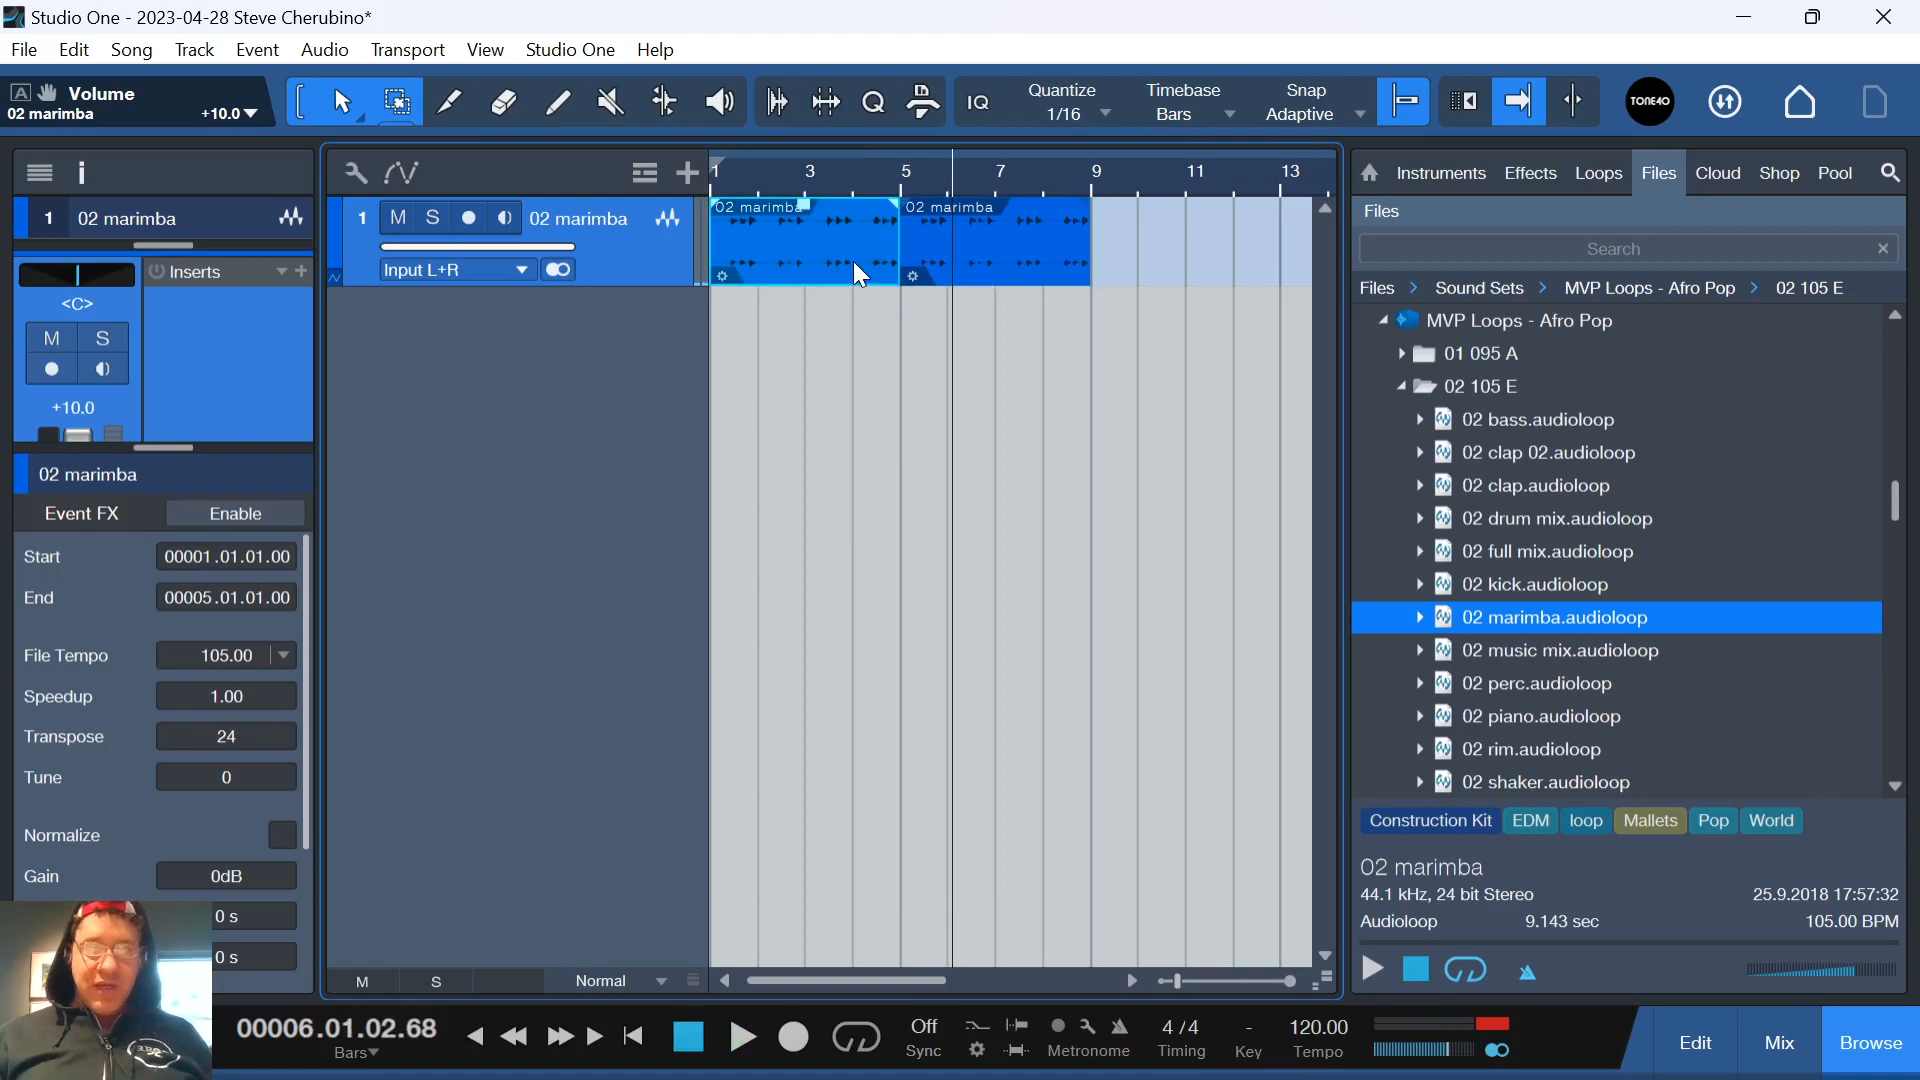 Studio One - 2023-04-28 Steve Cherubino*
File Edit Song Track Event Audio Transport View Studio One Help
A Volume
02 marimba +10.0
IQ
Quantize
1/16
Timebase
Bars
Snap
Adaptive
TONE40
i
1 02 marimba
Inserts
<C>
M S
+10.0
02 marimba
Event FX Enable
Start 00001.01.01.00
End 00005.01.01.00
File Tempo 105.00
Speedup 1.00
Transpose 24
Tune 0
Normalize
Gain 0dB
0 s
0 s
1 3 5 7 9 11 13
1 M S 02 marimba
Input L+R
02 marimba
02 marimba
M S Normal
Instruments Effects Loops Files Cloud Shop Pool
Files
Search
Files > Sound Sets > MVP Loops - Afro Pop > 02 105 E
MVP Loops - Afro Pop
01 095 A
02 105 E
02 bass.audioloop
02 clap 02.audioloop
02 clap.audioloop
02 drum mix.audioloop
02 full mix.audioloop
02 kick.audioloop
02 marimba.audioloop
02 music mix.audioloop
02 perc.audioloop
02 piano.audioloop
02 rim.audioloop
02 shaker.audioloop
Construction Kit EDM loop Mallets Pop World
02 marimba
44.1 kHz, 24 bit Stereo 25.9.2018 17:57:32
Audioloop 9.143 sec 105.00 BPM
00006.01.02.68
Bars
Off
Sync
Metronome
4 / 4
Timing
-
Key
120.00
Tempo
Edit Mix Browse